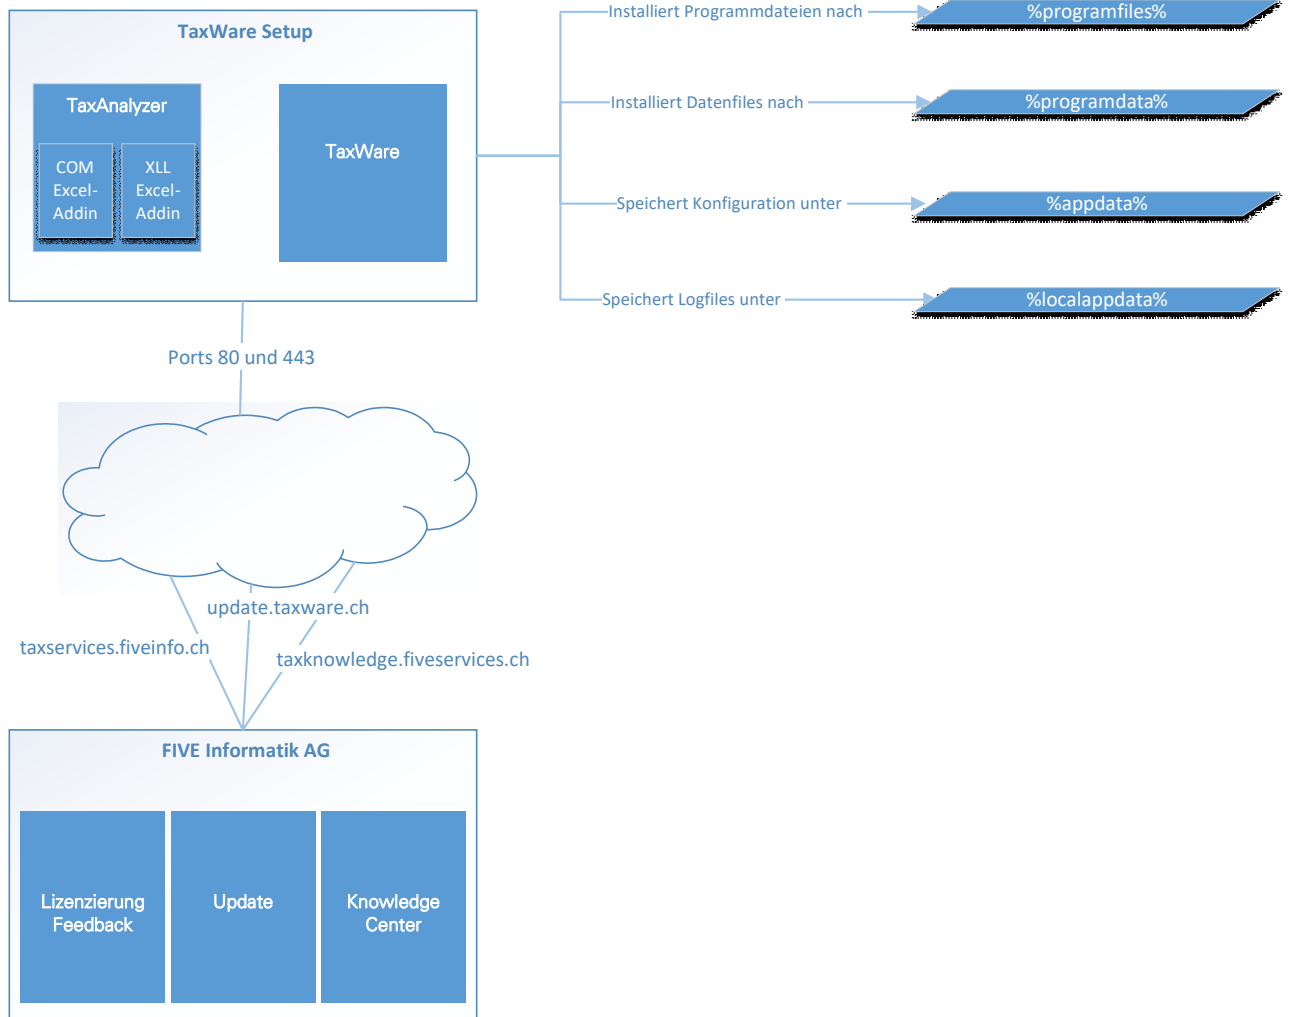 TaxWare Setup
TaxAnalyzer
COM
Excel-
Addin
XLL
Excel-
Addin
TaxWare
Installiert Programmdateien nach
%programfiles%
Installiert Datenfiles nach
%programdata%
Speichert Konfiguration unter
%appdata%
Speichert Logfiles unter
%localappdata%
Ports 80 und 443
update.taxware.ch
taxservices.fiveinfo.ch
taxknowledge.fiveservices.ch
FIVE Informatik AG
Lizenzierung
Feedback
Update
Knowledge
Center